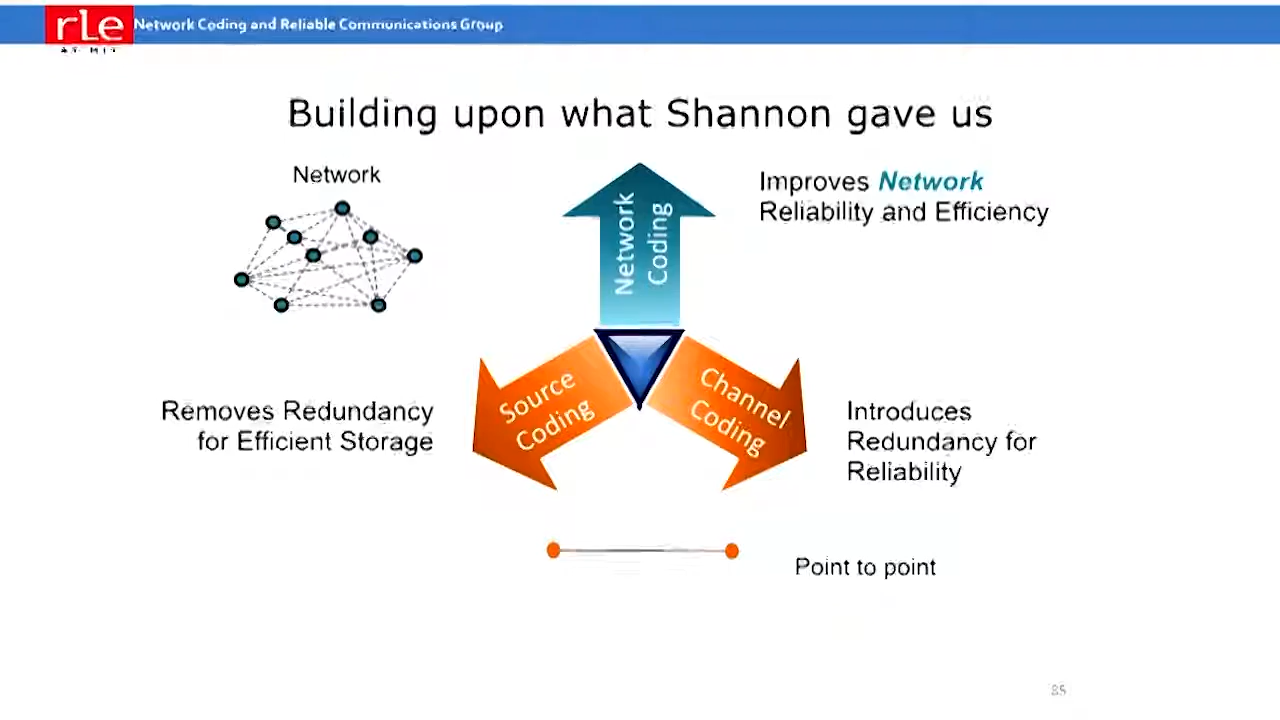 rle
AT MIT
Network Coding and Reliable Communications Group
Building upon what Shannon gave us
Network
Improves Network
Reliability and Efficiency
Network
Coding
Removes Redundancy
for Efficient Storage
Source
Coding
Channel
Coding
Introduces
Redundancy for
Reliability
Point to point
85